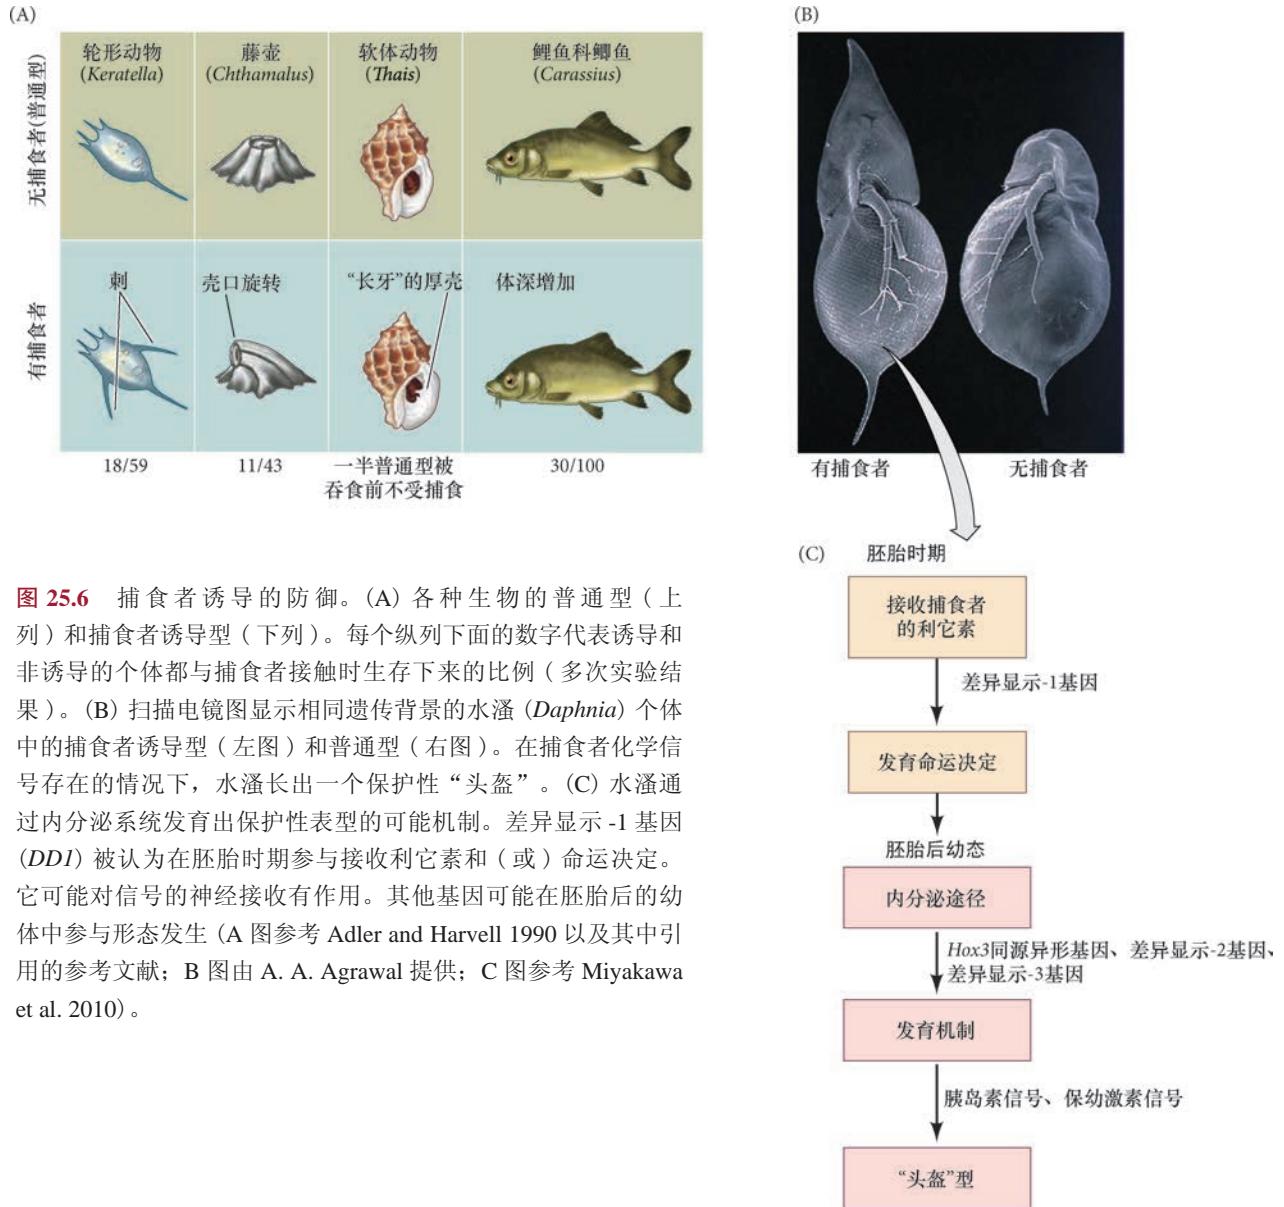 (A)
轮形动物
(Keratella)
藤壶
(Chthamalus)
软体动物
(Thais)
鲤鱼科鲫鱼
(Carassius)
无捕食者(普通型)
有捕食者
刺
壳口旋转
“长牙”的厚壳
体深增加
18/59
11/43
一半普通型被
吞食前不受捕食
30/100
(B)
有捕食者
无捕食者
(C)
胚胎时期
接收捕食者
的利它素
差异显示-1基因
发育命运决定
胚胎后幼态
内分泌途径
Hox3同源异形基因、差异显示-2基因、
差异显示-3基因
发育机制
胰岛素信号、保幼激素信号
“头盔”型
图 25.6 捕食者诱导的防御。(A) 各种生物的普通型（上
列）和捕食者诱导型（下列）。每个纵列下面的数字代表诱导和
非诱导的个体都与捕食者接触时生存下来的比例（多次实验结
果）。(B) 扫描电镜图显示相同遗传背景的水溞 (Daphnia) 个体
中的捕食者诱导型（左图）和普通型（右图）。在捕食者化学信
号存在的情况下，水溞长出一个保护性“头盔”。(C) 水溞通
过内分泌系统发育出保护性表型的可能机制。差异显示 -1 基因
(DD1) 被认为在胚胎时期参与接收利它素和（或）命运决定。
它可能对信号的神经接收有作用。其他基因可能在胚胎后的幼
体中参与形态发生 (A 图参考 Adler and Harvell 1990 以及其中引
用的参考文献；B 图由 A. A. Agrawal 提供；C 图参考 Miyakawa
et al. 2010)。